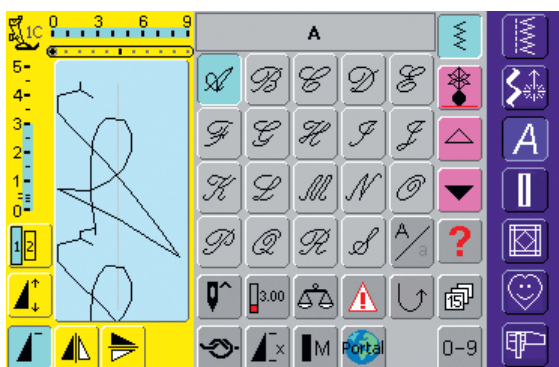 1C 0 3 6 9
A
5
4
3
2
1
0
A B C D E
F G H I J
K L M N O
P Q R S A/a ?
1 2
3.00 15
M Portal 0-9
A